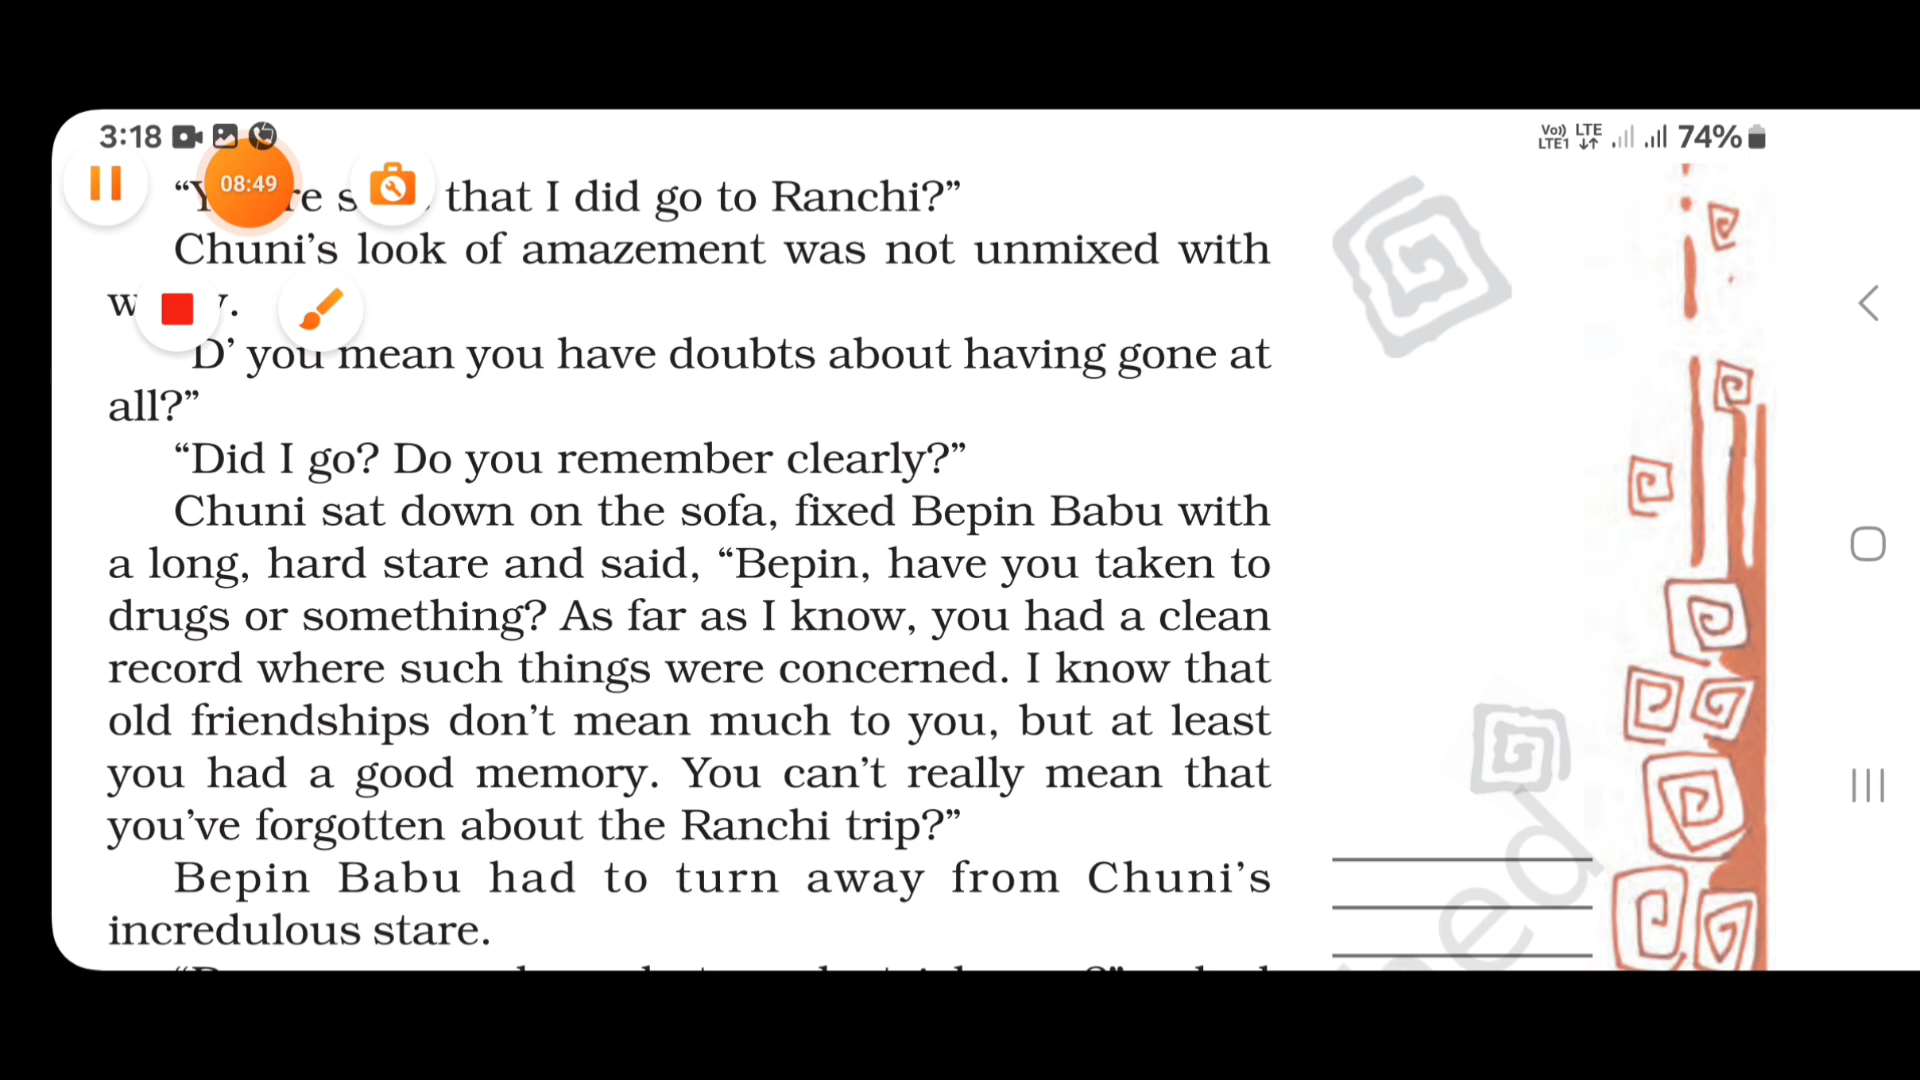 3:18 Vo)) LTE1 LTE 74%
08:49
that I did go to Ranchi?”
Chuni’s look of amazement was not unmixed with
D’ you mean you have doubts about having gone at
all?”
“Did I go? Do you remember clearly?”
Chuni sat down on the sofa, fixed Bepin Babu with
a long, hard stare and said, “Bepin, have you taken to
drugs or something? As far as I know, you had a clean
record where such things were concerned. I know that
old friendships don’t mean much to you, but at least
you had a good memory. You can’t really mean that
you’ve forgotten about the Ranchi trip?”
Bepin Babu had to turn away from Chuni’s
incredulous stare.